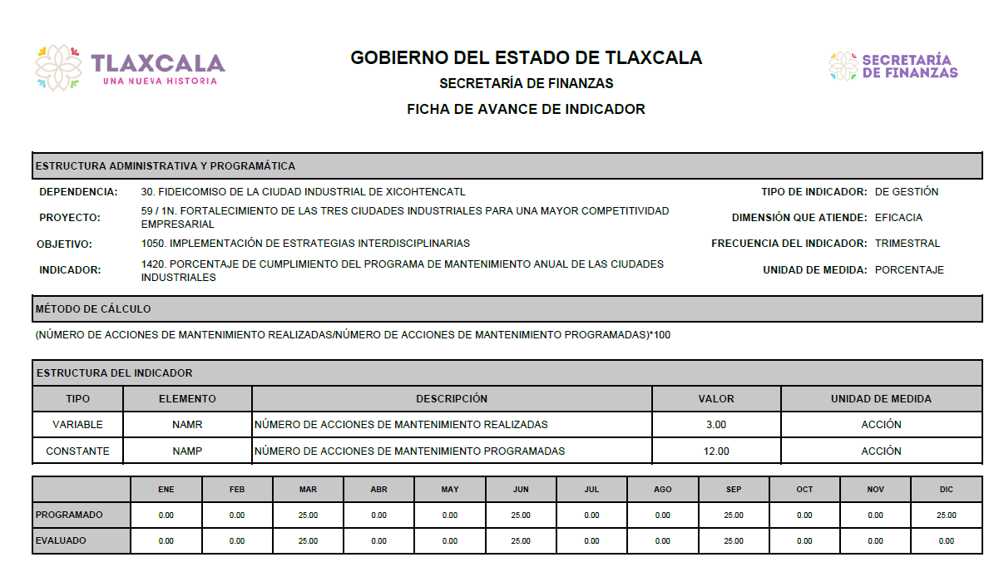 TLAXCALA
UNA NUEVA HISTORIA
GOBIERNO DEL ESTADO DE TLAXCALA
SECRETARÍA DE FINANZAS
FICHA DE AVANCE DE INDICADOR
SECRETARÍA
DE FINANZAS
ESTRUCTURA ADMINISTRATIVA Y PROGRAMÁTICA
DEPENDENCIA: 30. FIDEICOMISO DE LA CIUDAD INDUSTRIAL DE XICOHTENCATL TIPO DE INDICADOR: DE GESTIÓN
PROYECTO: 59 / 1N. FORTALECIMIENTO DE LAS TRES CIUDADES INDUSTRIALES PARA UNA MAYOR COMPETITIVIDAD
EMPRESARIAL DIMENSIÓN QUE ATIENDE: EFICACIA
OBJETIVO: 1050. IMPLEMENTACIÓN DE ESTRATEGIAS INTERDISCIPLINARIAS FRECUENCIA DEL INDICADOR: TRIMESTRAL
INDICADOR: 1420. PORCENTAJE DE CUMPLIMIENTO DEL PROGRAMA DE MANTENIMIENTO ANUAL DE LAS CIUDADES
INDUSTRIALES UNIDAD DE MEDIDA: PORCENTAJE
MÉTODO DE CÁLCULO
(NÚMERO DE ACCIONES DE MANTENIMIENTO REALIZADAS/NÚMERO DE ACCIONES DE MANTENIMIENTO PROGRAMADAS)*100
ESTRUCTURA DEL INDICADOR
TIPO ELEMENTO DESCRIPCIÓN VALOR UNIDAD DE MEDIDA
VARIABLE NAMR NÚMERO DE ACCIONES DE MANTENIMIENTO REALIZADAS 3.00 ACCIÓN
CONSTANTE NAMP NÚMERO DE ACCIONES DE MANTENIMIENTO PROGRAMADAS 12.00 ACCIÓN
ENE FEB MAR ABR MAY JUN JUL AGO SEP OCT NOV DIC
PROGRAMADO 0.00 0.00 25.00 0.00 0.00 25.00 0.00 0.00 25.00 0.00 0.00 25.00
EVALUADO 0.00 0.00 25.00 0.00 0.00 25.00 0.00 0.00 25.00 0.00 0.00 0.00